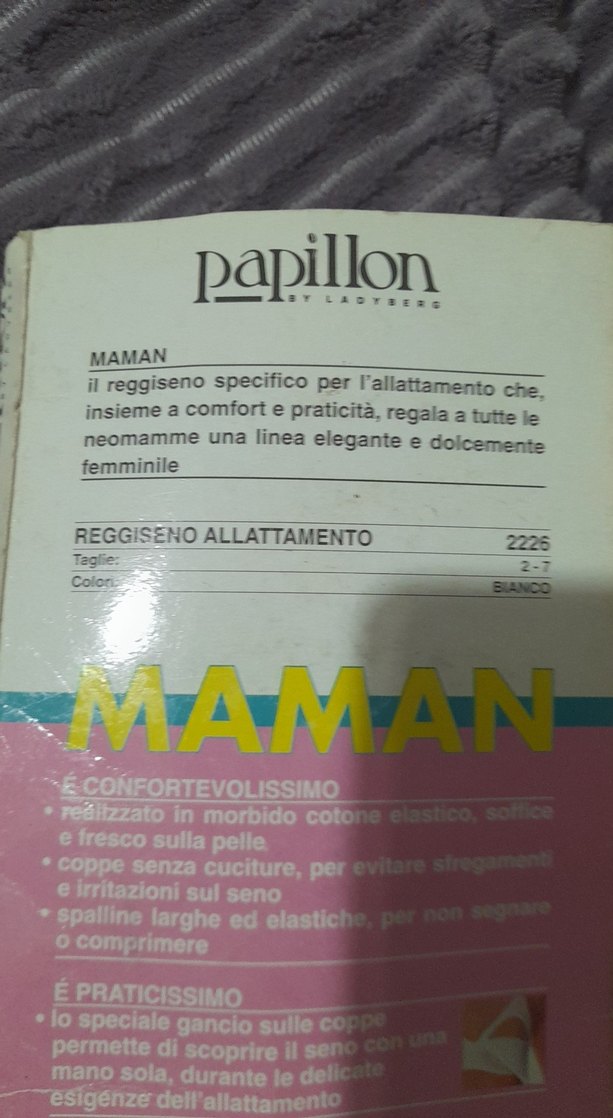 papillon
BY LADYBERG
MAMAN
il reggiseno specifico per l'allattamento che,
insieme a comfort e praticità, regala a tutte le
neomamme una linea elegante e dolcemente
femminile
REGGISENO ALLATTAMENTO 2226
Taglie: 2 - 7
Colori: BIANCO
MAMAN
É CONFORTEVOLISSIMO
• realizzato in morbido cotone elastico, soffice
e fresco sulla pelle
• coppe senza cuciture, per evitare sfregamenti
e irritazioni sul seno
• spalline larghe ed elastiche, per non segnare
o comprimere
É PRATICISSIMO
• lo speciale gancio sulle coppe
permette di scoprire il seno con una
mano sola, durante le delicate
esigenze dell'allattamento